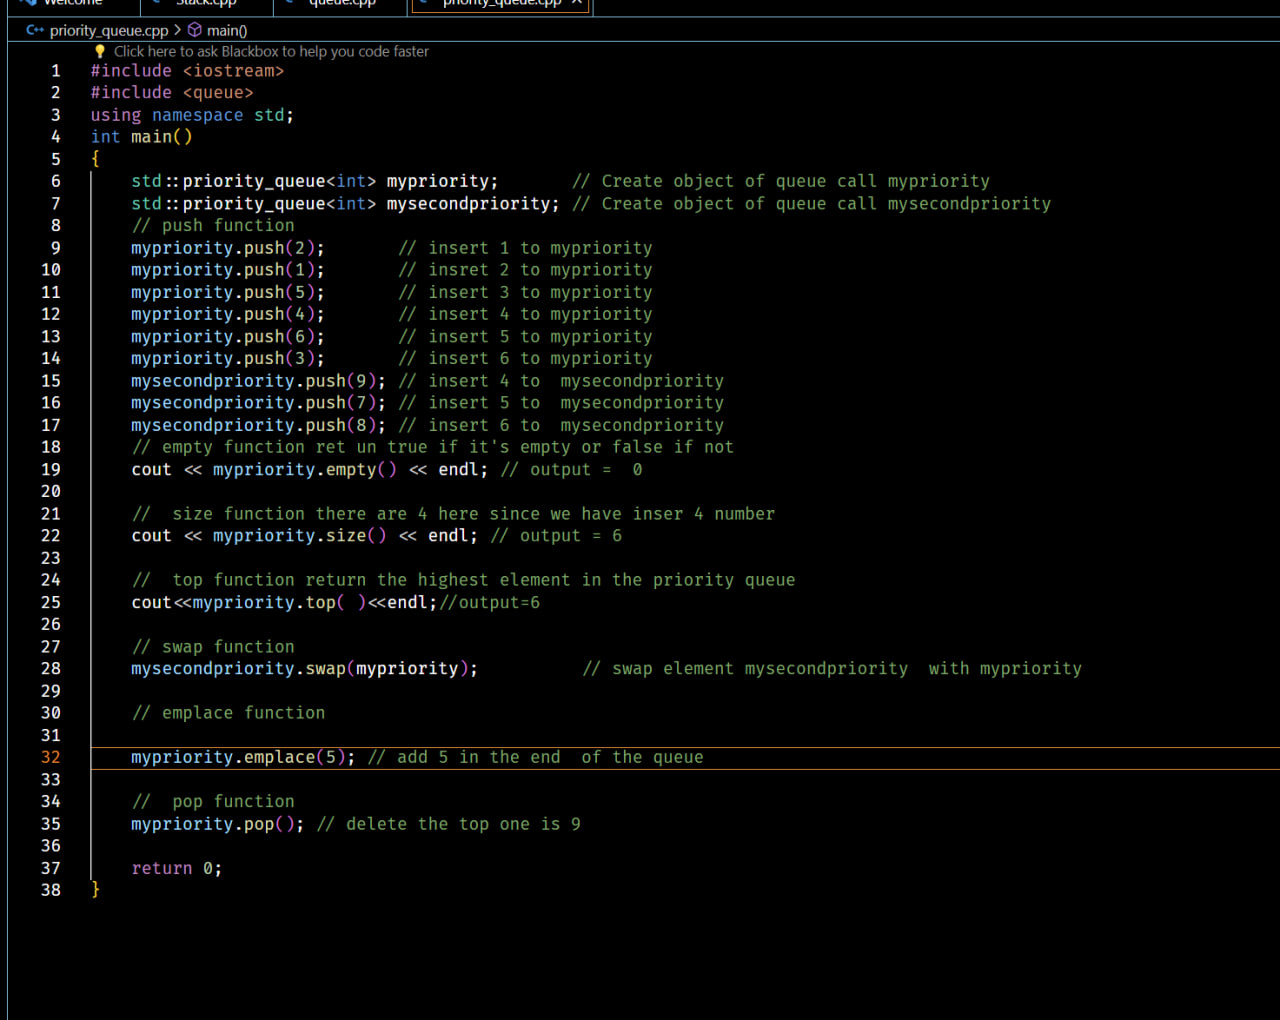 Welcome Stack.cpp queue.cpp priority_queue.cpp ×
C++ priority_queue.cpp > main()
Click here to ask Blackbox to help you code faster
1 #include <iostream>
2 #include <queue>
3 using namespace std;
4 int main()
5 {
6 std::priority_queue<int> mypriority; // Create object of queue call mypriority
7 std::priority_queue<int> mysecondpriority; // Create object of queue call mysecondpriority
8 // push function
9 mypriority.push(2); // insert 1 to mypriority
10 mypriority.push(1); // insret 2 to mypriority
11 mypriority.push(5); // insert 3 to mypriority
12 mypriority.push(4); // insert 4 to mypriority
13 mypriority.push(6); // insert 5 to mypriority
14 mypriority.push(3); // insert 6 to mypriority
15 mysecondpriority.push(9); // insert 4 to  mysecondpriority
16 mysecondpriority.push(7); // insert 5 to  mysecondpriority
17 mysecondpriority.push(8); // insert 6 to  mysecondpriority
18 // empty function ret un true if it's empty or false if not
19 cout << mypriority.empty() << endl; // output =  0
20
21 //  size function there are 4 here since we have inser 4 number
22 cout << mypriority.size() << endl; // output = 6
23
24 //  top function return the highest element in the priority queue
25 cout<<mypriority.top( )<<endl;//output=6
26
27 // swap function
28 mysecondpriority.swap(mypriority); // swap element mysecondpriority  with mypriority
29
30 // emplace function
31
32 mypriority.emplace(5); // add 5 in the end  of the queue
33
34 //  pop function
35 mypriority.pop(); // delete the top one is 9
36
37 return 0;
38 }